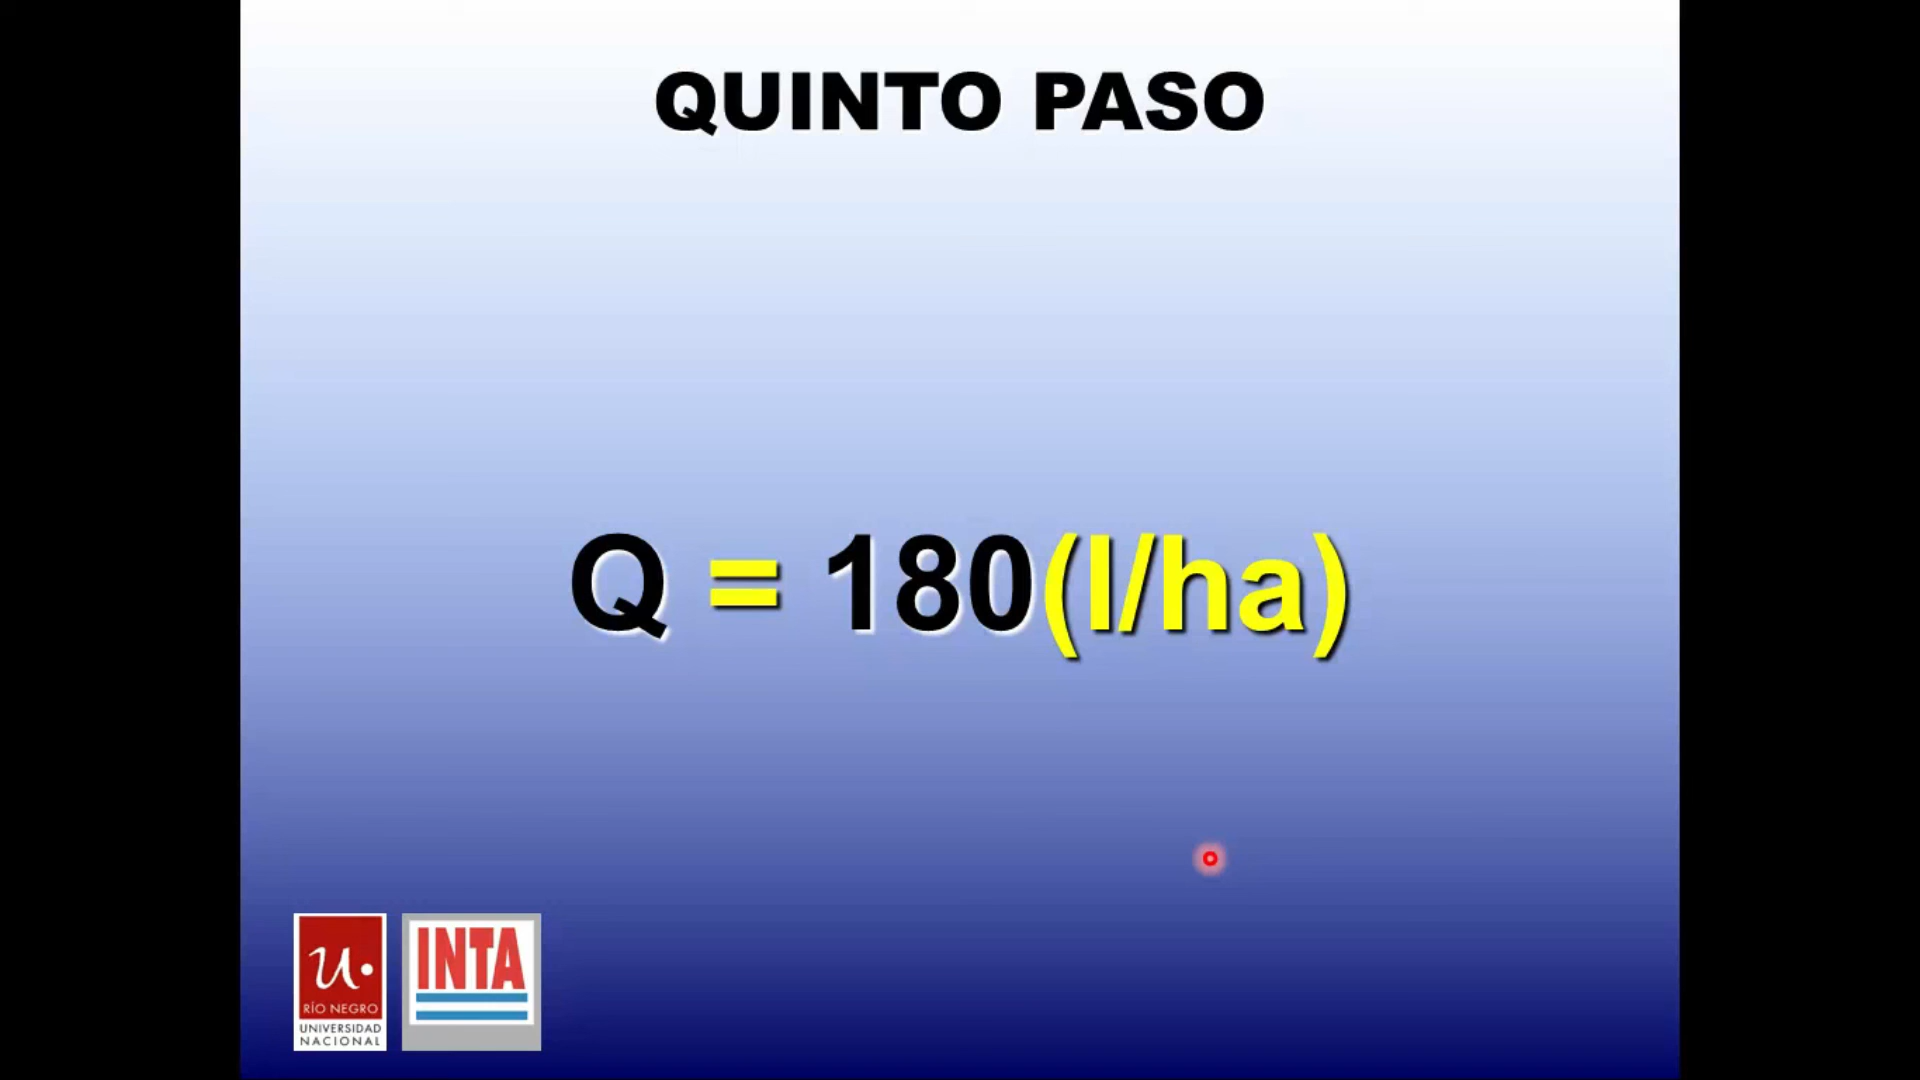 QUINTO PASO
Q = 180(l/ha)
u.
RÍO NEGRO
UNIVERSIDAD
NACIONAL
INTA